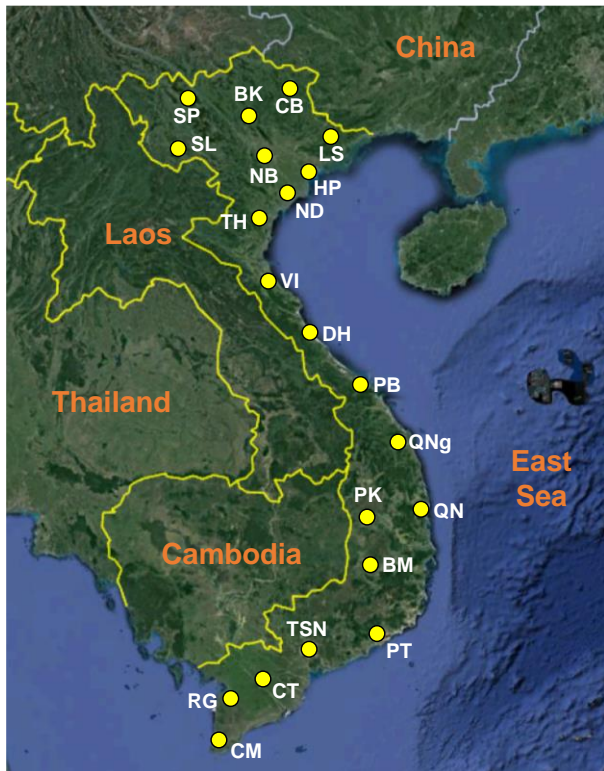 China
BK
CB
SP
SL
LS
NB
HP
ND
TH
Laos
VI
DH
PB
Thailand
QNg
East
Sea
PK
QN
Cambodia
BM
TSN
PT
CT
RG
CM